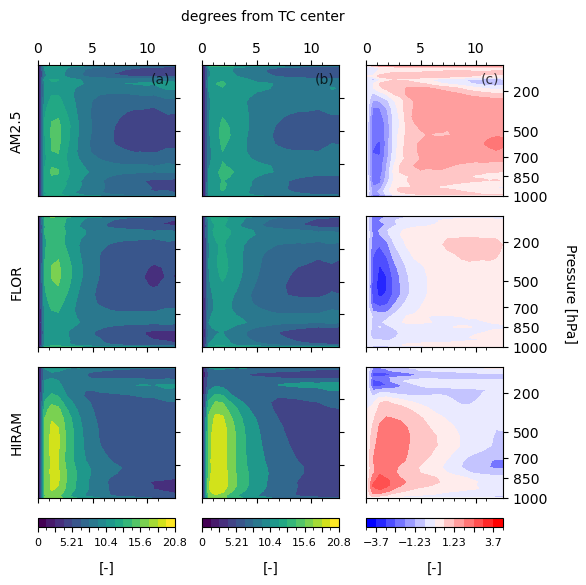 degrees from TC center
0 5 10 0 5 10 0 5 10
(a) (b) (c)
AM2.5
200
500
700
850
1000
FLOR
200
500
700
850
1000
Pressure [hPa]
HIRAM
200
500
700
850
1000
0 5.21 10.4 15.6 20.8 0 5.21 10.4 15.6 20.8 −3.7 −1.23 1.23 3.7
[-] [-] [-]